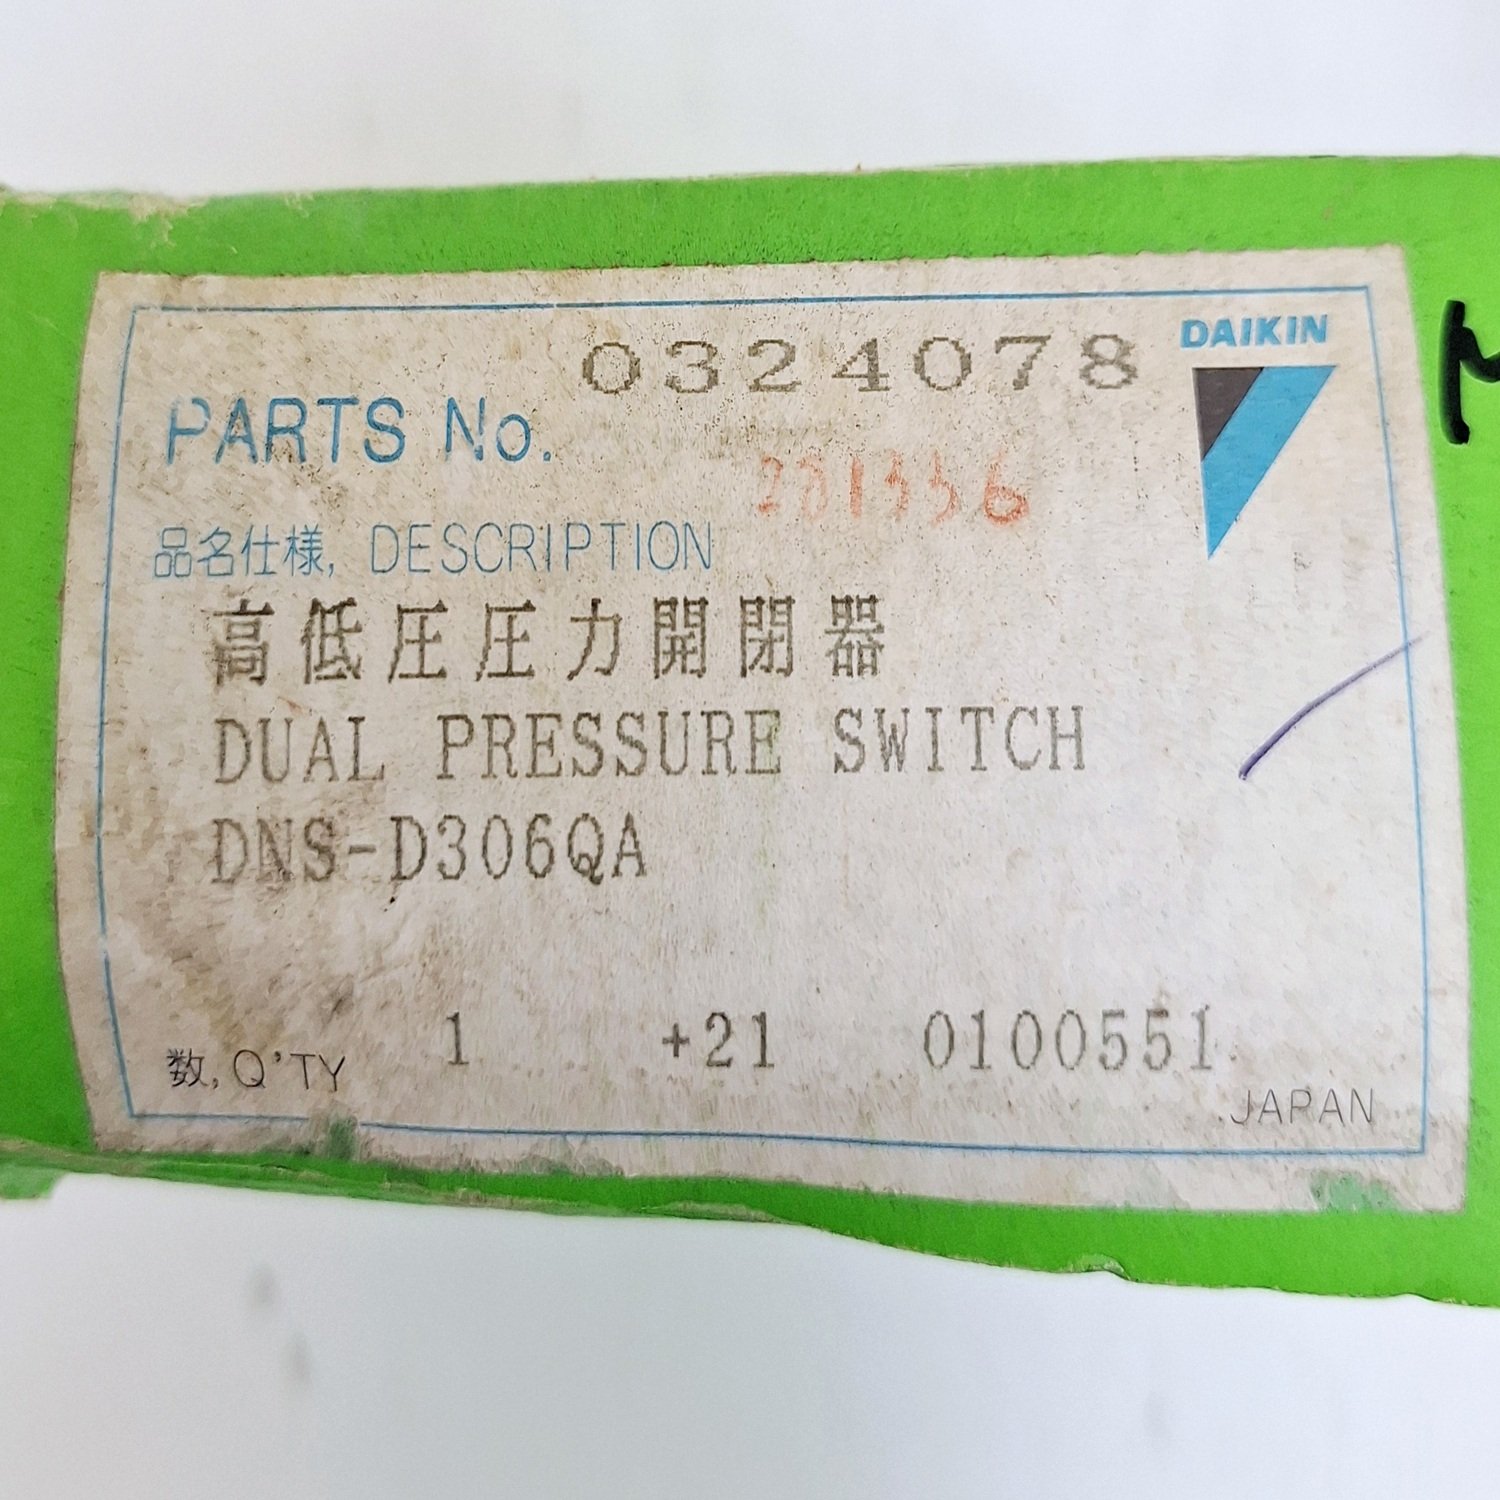 0324078
DAIKIN
PARTS No.
品名仕様, DESCRIPTION
高低圧圧力開閉器
DUAL PRESSURE SWITCH
DNS-D306QA
数, Q'TY 1 +21 0100551
JAPAN